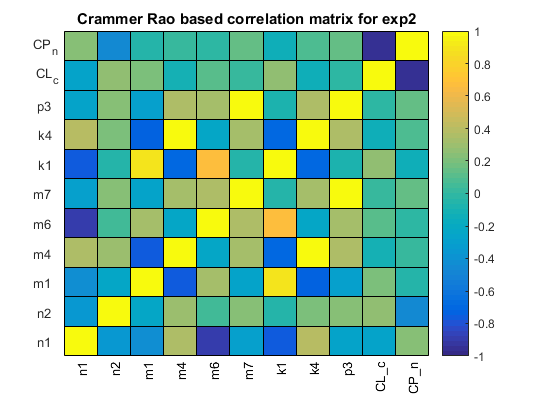 Crammer Rao based correlation matrix for exp2
CPn
CLc
p3
k4
k1
m7
m6
m4
m1
n2
n1
n1 n2 m1 m4 m6 m7 k1 k4 p3 CL_c CP_n
1
0.8
0.6
0.4
0.2
0
-0.2
-0.4
-0.6
-0.8
-1